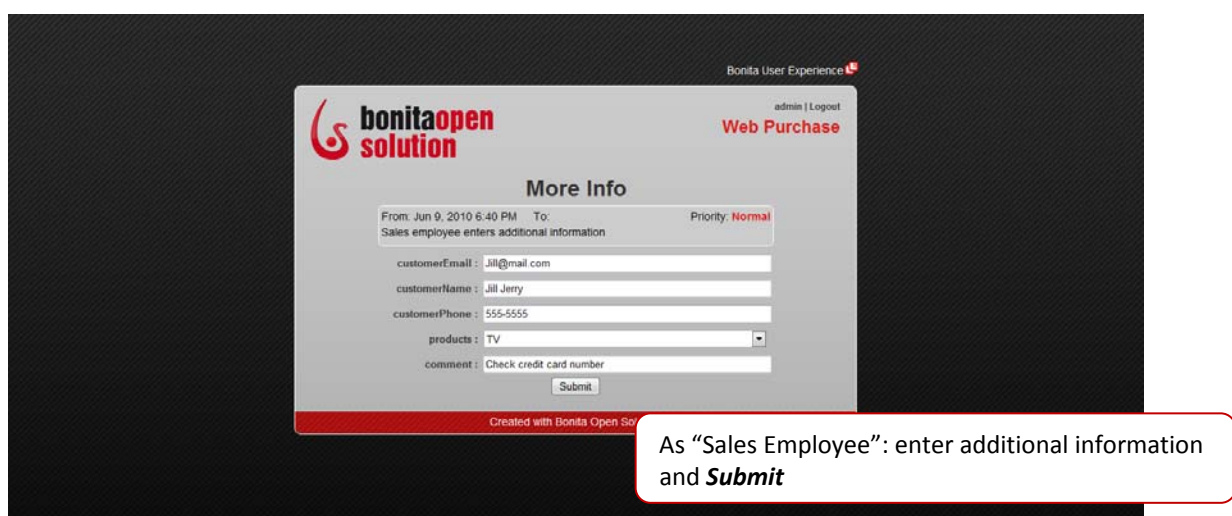 Bonita User Experience
admin | Logout
bonitaopen
solution
Web Purchase
More Info
From: Jun 9, 2010 6:40 PM To: Priority: Normal
Sales employee enters additional information
customerEmail : Jill@mail.com
customerName : Jill Jerry
customerPhone : 555-5555
products : TV
comment : Check credit card number
Submit
Created with Bonita Open
As “Sales Employee”: enter additional information
and Submit